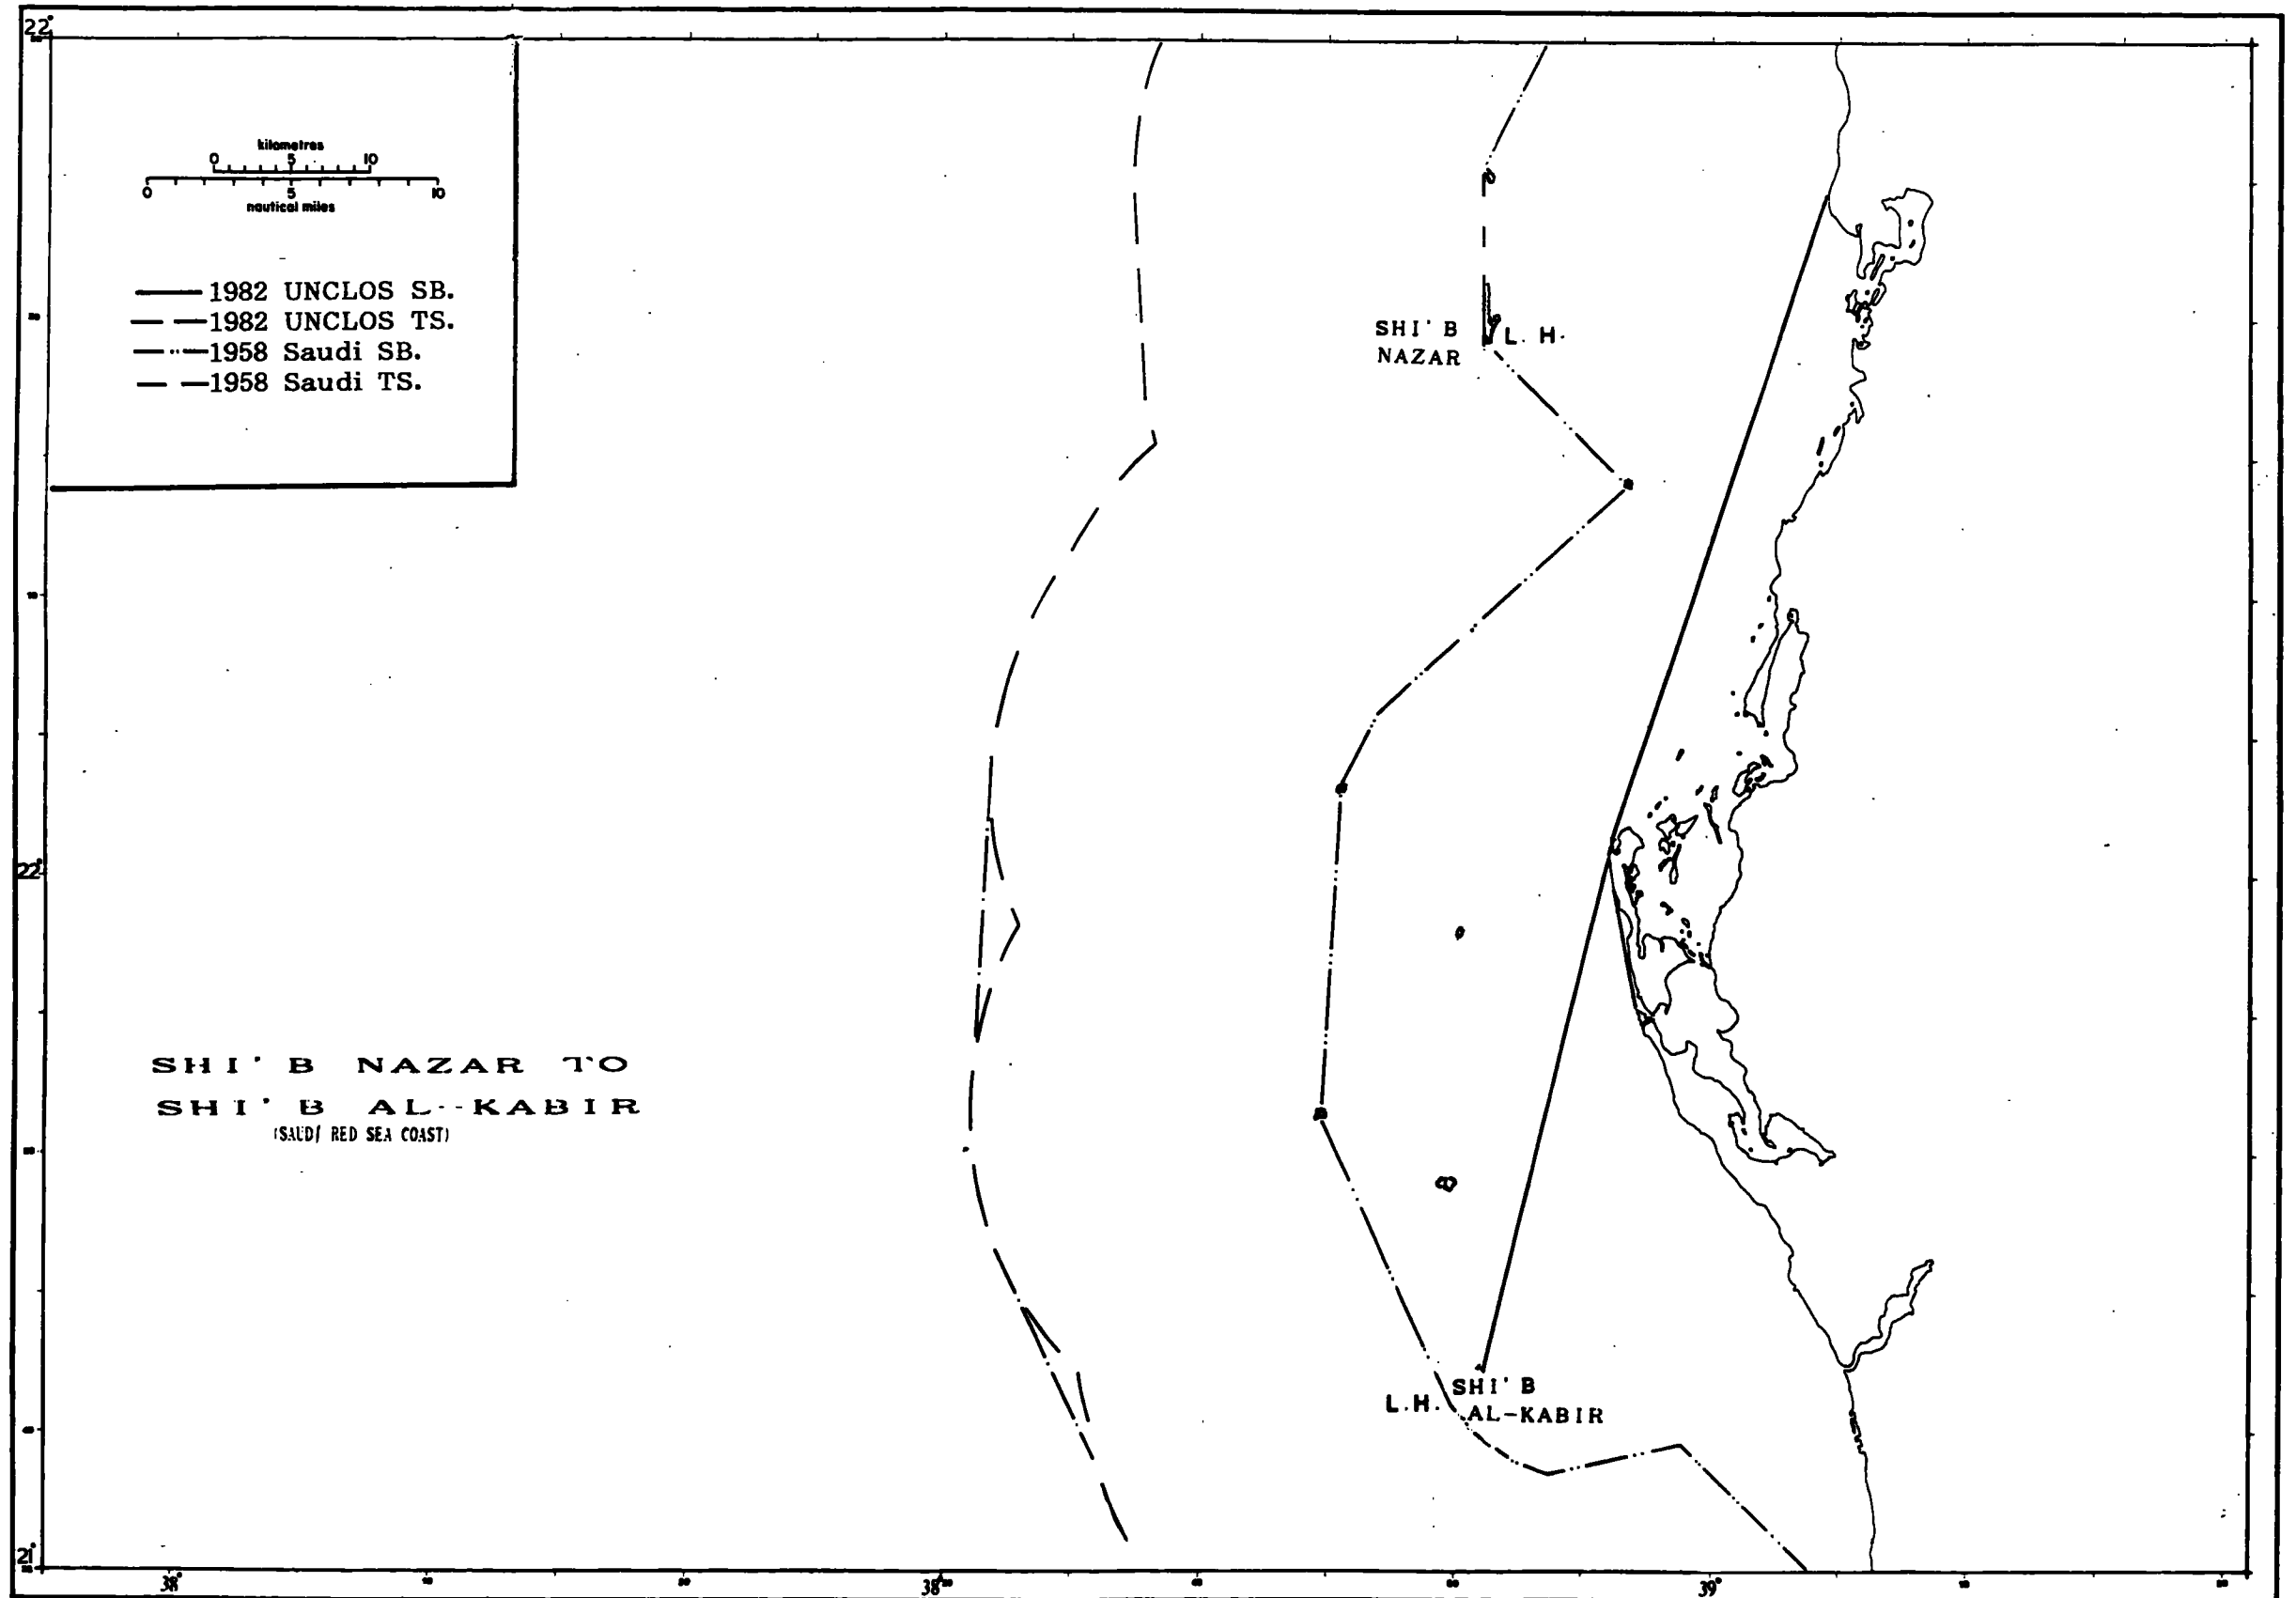 22°
kilometres
0 5 10
0 5 10
nautical miles
1982 UNCLOS SB.
1982 UNCLOS TS.
1958 Saudi SB.
1958 Saudi TS.
SHI'B
NAZAR
L. H.
22°
SHI'B NAZAR TO
SHI'B AL--KABIR
(SAUDI RED SEA COAST)
SHI'B
AL-KABIR
L.H.
21°
38° 38° 39°